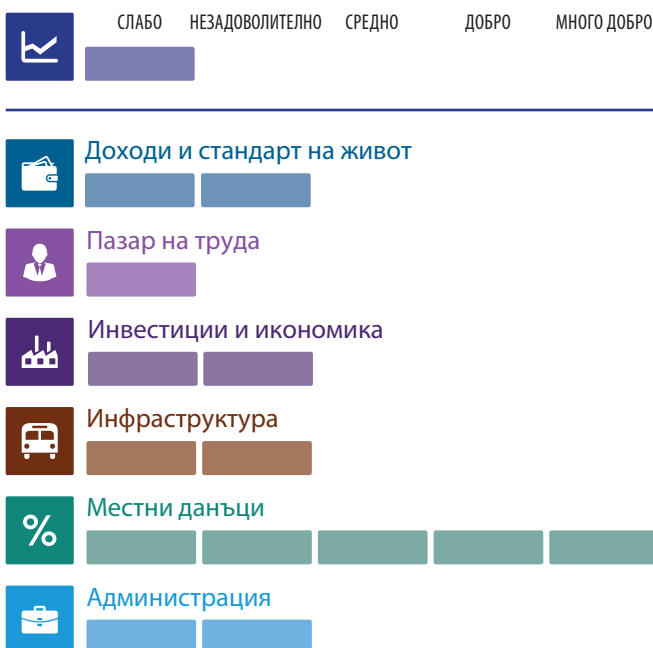 СЛАБО НЕЗАДОВОЛИТЕЛНО СРЕДНО ДОБРО МНОГО ДОБРО
Доходи и стандарт на живот
Пазар на труда
Инвестиции и икономика
Инфраструктура
% Местни данъци
Администрация